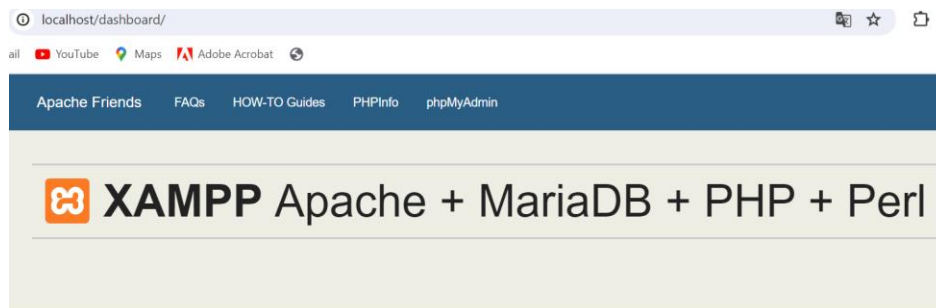 localhost/dashboard/
ail YouTube Maps Adobe Acrobat
Apache Friends FAQs HOW-TO Guides PHPInfo phpMyAdmin
XAMPP Apache + MariaDB + PHP + Perl